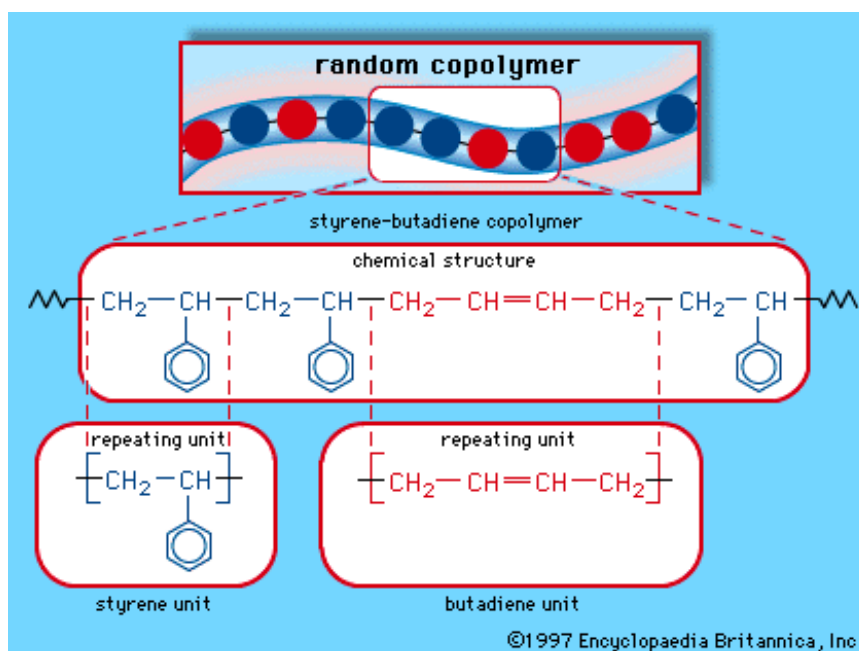 random copolymer
styrene-butadiene copolymer
chemical structure
CH₂—CH—CH₂—CH—CH₂—CH=CH—CH₂—CH₂—CH
repeating unit
CH₂—CH
styrene unit
repeating unit
CH₂—CH=CH—CH₂
butadiene unit
©1997 Encyclopaedia Britannica, Inc